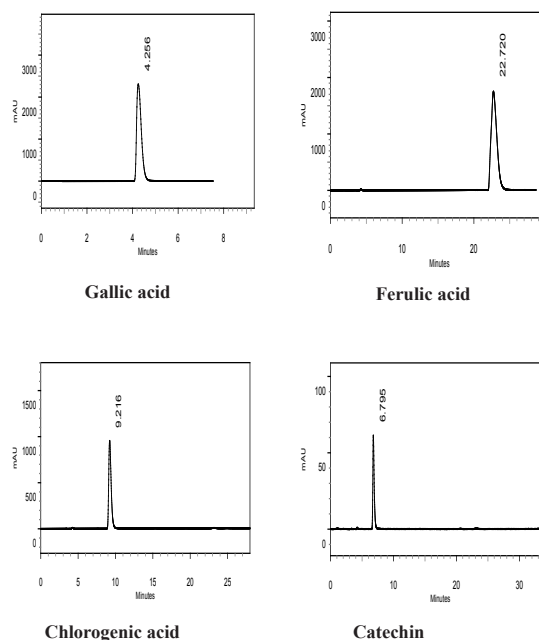 4.256
3000
2000
1000
0
mAU
0 2 4 6 8
Minutes
Gallic acid
22.720
3000
2000
1000
0
mAU
0 10 20
Minutes
Ferulic acid
9.216
1500
1000
500
0
mAU
0 5 10 15 20 25
Minutes
Chlorogenic acid
6.795
100
50
0
mAU
0 10 20 30
Minutes
Catechin